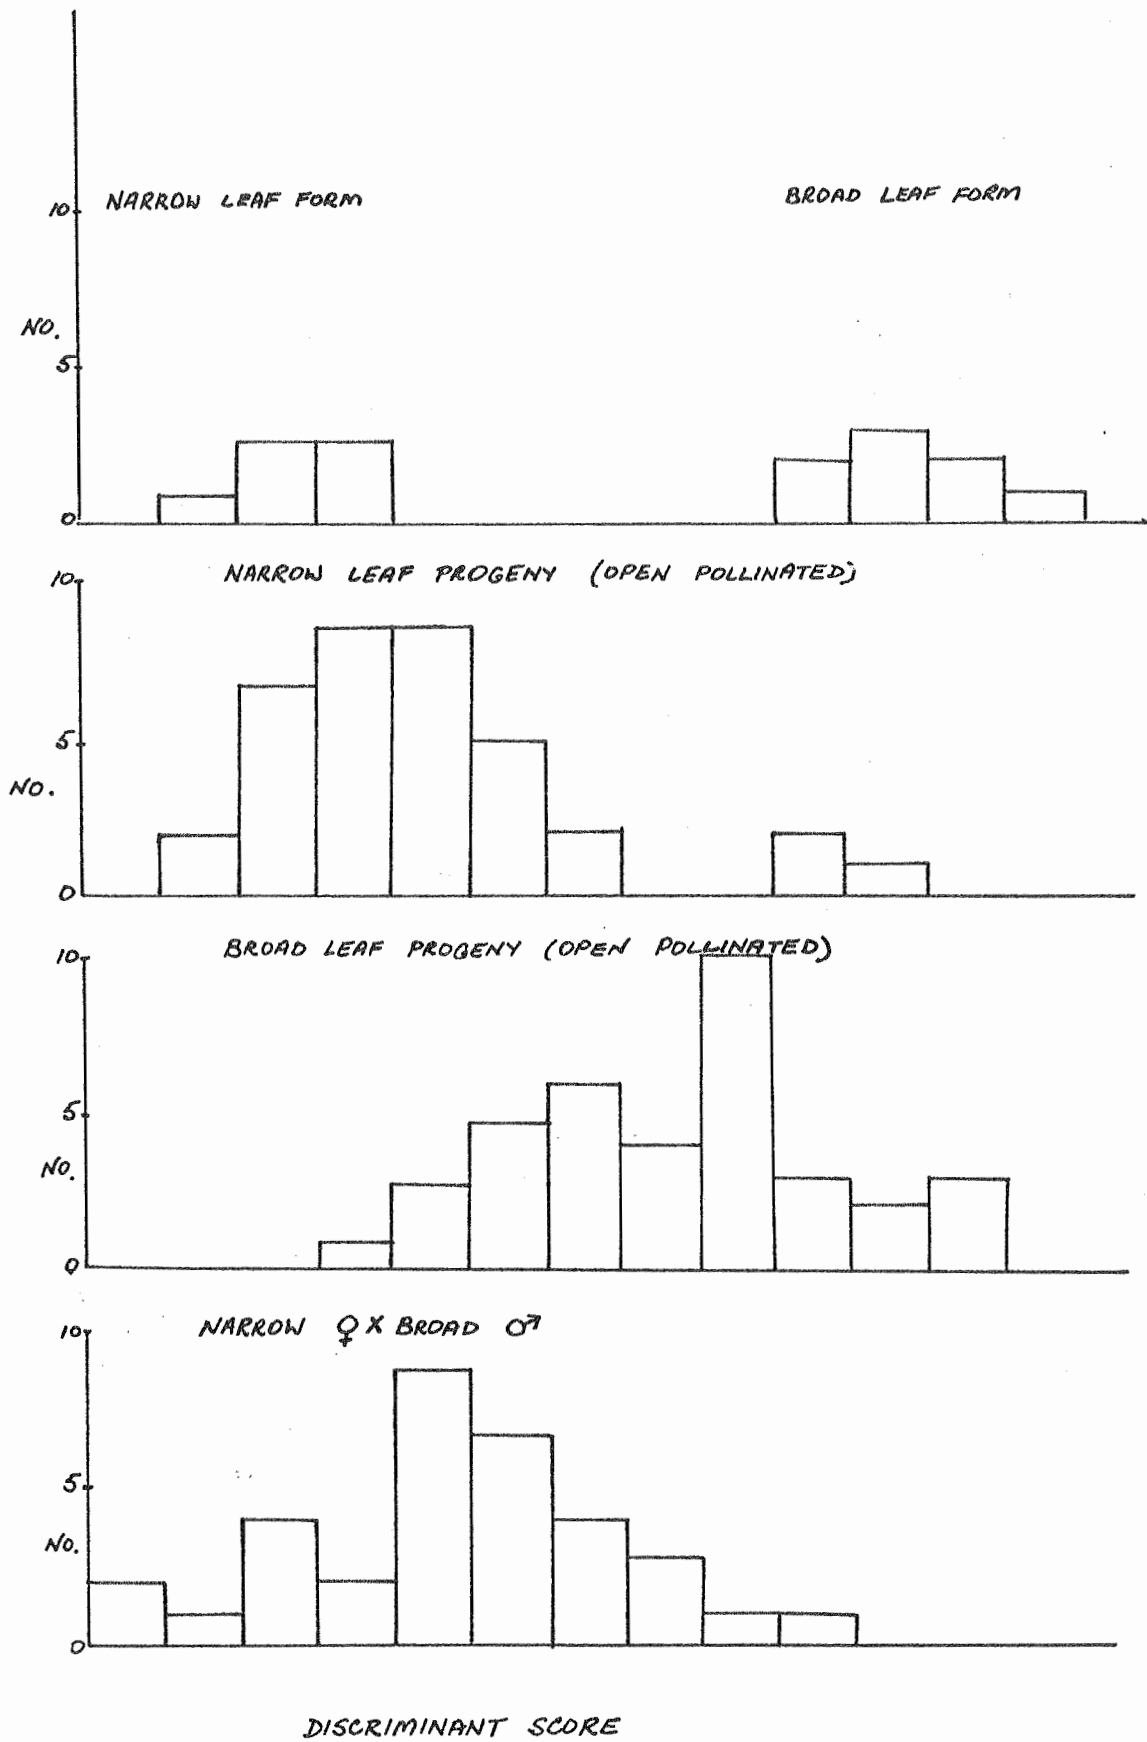 NARROW LEAF FORM
BROAD LEAF FORM
10
NO.
5
0
NARROW LEAF PROGENY (OPEN POLLINATED)
10
5
NO.
0
BROAD LEAF PROGENY (OPEN POLLINATED)
10
5
NO.
0
NARROW ♀ X BROAD ♂
10
5
NO.
0
DISCRIMINANT SCORE